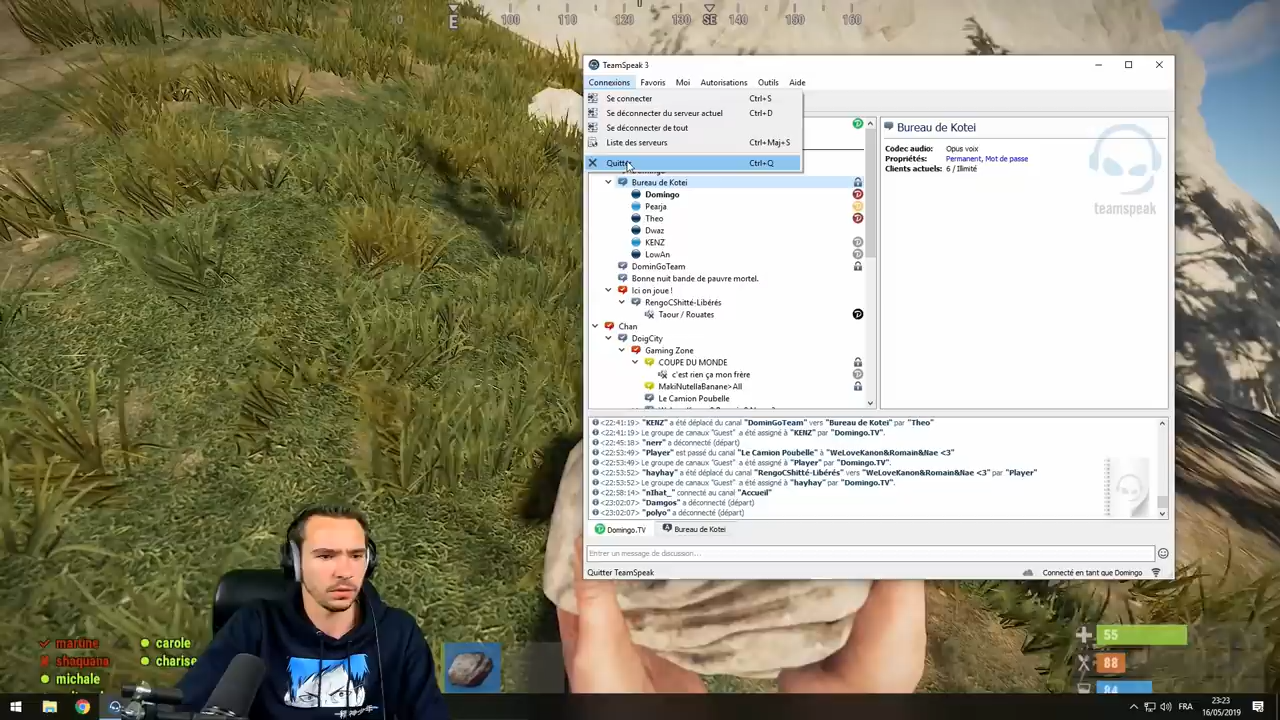 E 100 110 120 130 SE 140 150 160
TeamSpeak 3
Connexions Favoris Moi Autorisations Outils Aide
Se connecter Ctrl+S
Se déconnecter du serveur actuel Ctrl+D
Se déconnecter de tout
Liste des serveurs Ctrl+Maj+S
Quitter Ctrl+Q
Bureau de Kotei
Domingo
Pearja
Theo
Dwaz
KENZ
LowAn
DominGoTeam
Bonne nuit bande de pauvre mortel.
Ici on joue !
RengoCShitté-Libérés
Taour / Rouates
Chan
DoigCity
Gaming Zone
COUPE DU MONDE
c'est rien ça mon frère
MakiNutellaBanane>All
Le Camion Poubelle
Bureau de Kotei
Codec audio: Opus voix
Propriétés: Permanent, Mot de passe
Clients actuels: 6 / Illimité
teamspeak
<22:41:19> "KENZ" a été déplacé du canal "DominGoTeam" vers "Bureau de Kotei" par "Theo"
<22:41:19> Le groupe de canaux "Guest" a été assigné à "KENZ" par "Domingo.TV".
<22:45:18> "nerr" a déconnecté (départ)
<22:53:49> "Player" est passé du canal "Le Camion Poubelle" à "WeLoveKanon&Romain&Nae <3"
<22:53:49> Le groupe de canaux "Guest" a été assigné à "Player" par "Domingo.TV".
<22:53:52> "hayhay" a été déplacé du canal "RengoCShitté-Libérés" vers "WeLoveKanon&Romain&Nae <3" par "Player"
<22:53:52> Le groupe de canaux "Guest" a été assigné à "hayhay" par "Domingo.TV".
<22:58:14> "nIhat_" connecté au canal "Accueil"
<23:02:07> "Damgos" a déconnecté (départ)
<23:02:07> "polyo" a déconnecté (départ)
Domingo.TV Bureau de Kotei
Entrer un message de discussion...
Quitter TeamSpeak Connecté en tant que Domingo
martine carole
shaquana charise
michale
55
88
84
FRA
23:23
16/05/2019